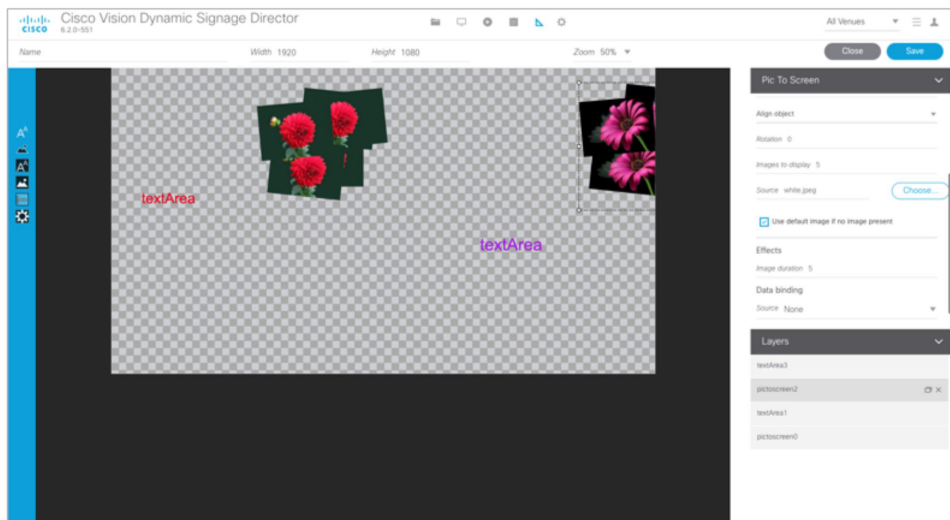 CISCO
Cisco Vision Dynamic Signage Director
6.2.0-551
All Venues
Name
Width 1920
Height 1080
Zoom 50%
Close
Save
AA
AA
textArea
textArea
Pic To Screen
Align object
Rotation 0
Images to display 5
Source white.jpeg
Choose...
Use default image if no image present
Effects
Image duration 5
Data binding
Source None
Layers
textArea3
pictoscreen2
textArea1
pictoscreen0